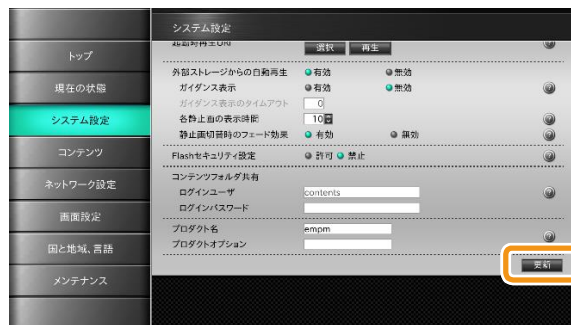 システム設定
トップ
現在の状態
システム設定
コンテンツ
ネットワーク設定
画面設定
国と地域、言語
メンテナンス
起動時再生URI 選択 再生
外部ストレージからの自動再生 有効 無効
ガイダンス表示 有効 無効
ガイダンス表示のタイムアウト 0
各静止画の表示時間 10
静止画切替時のフェード効果 有効 無効
Flashセキュリティ設定 許可 禁止
コンテンツフォルダ共有
ログインユーザ contents
ログインパスワード
プロダクト名 empm
プロダクトオプション
更新